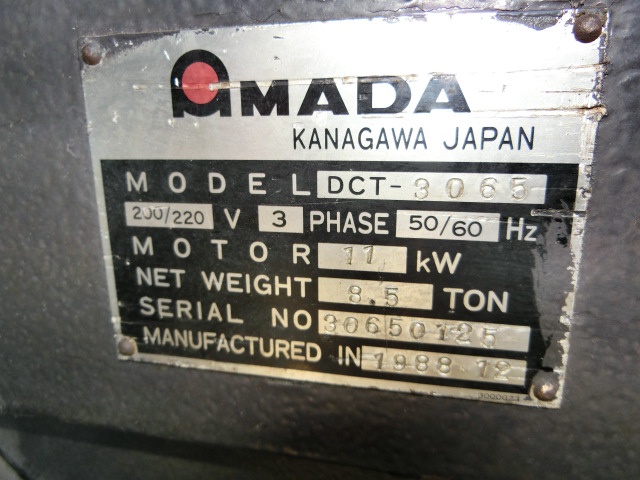 AMADA
KANAGAWA JAPAN
MODEL DCT-3065
200/220 V 3 PHASE 50/60 Hz
MOTOR 11 kW
NET WEIGHT 8.5 TON
SERIAL NO 30650125
MANUFACTURED IN 1988 12